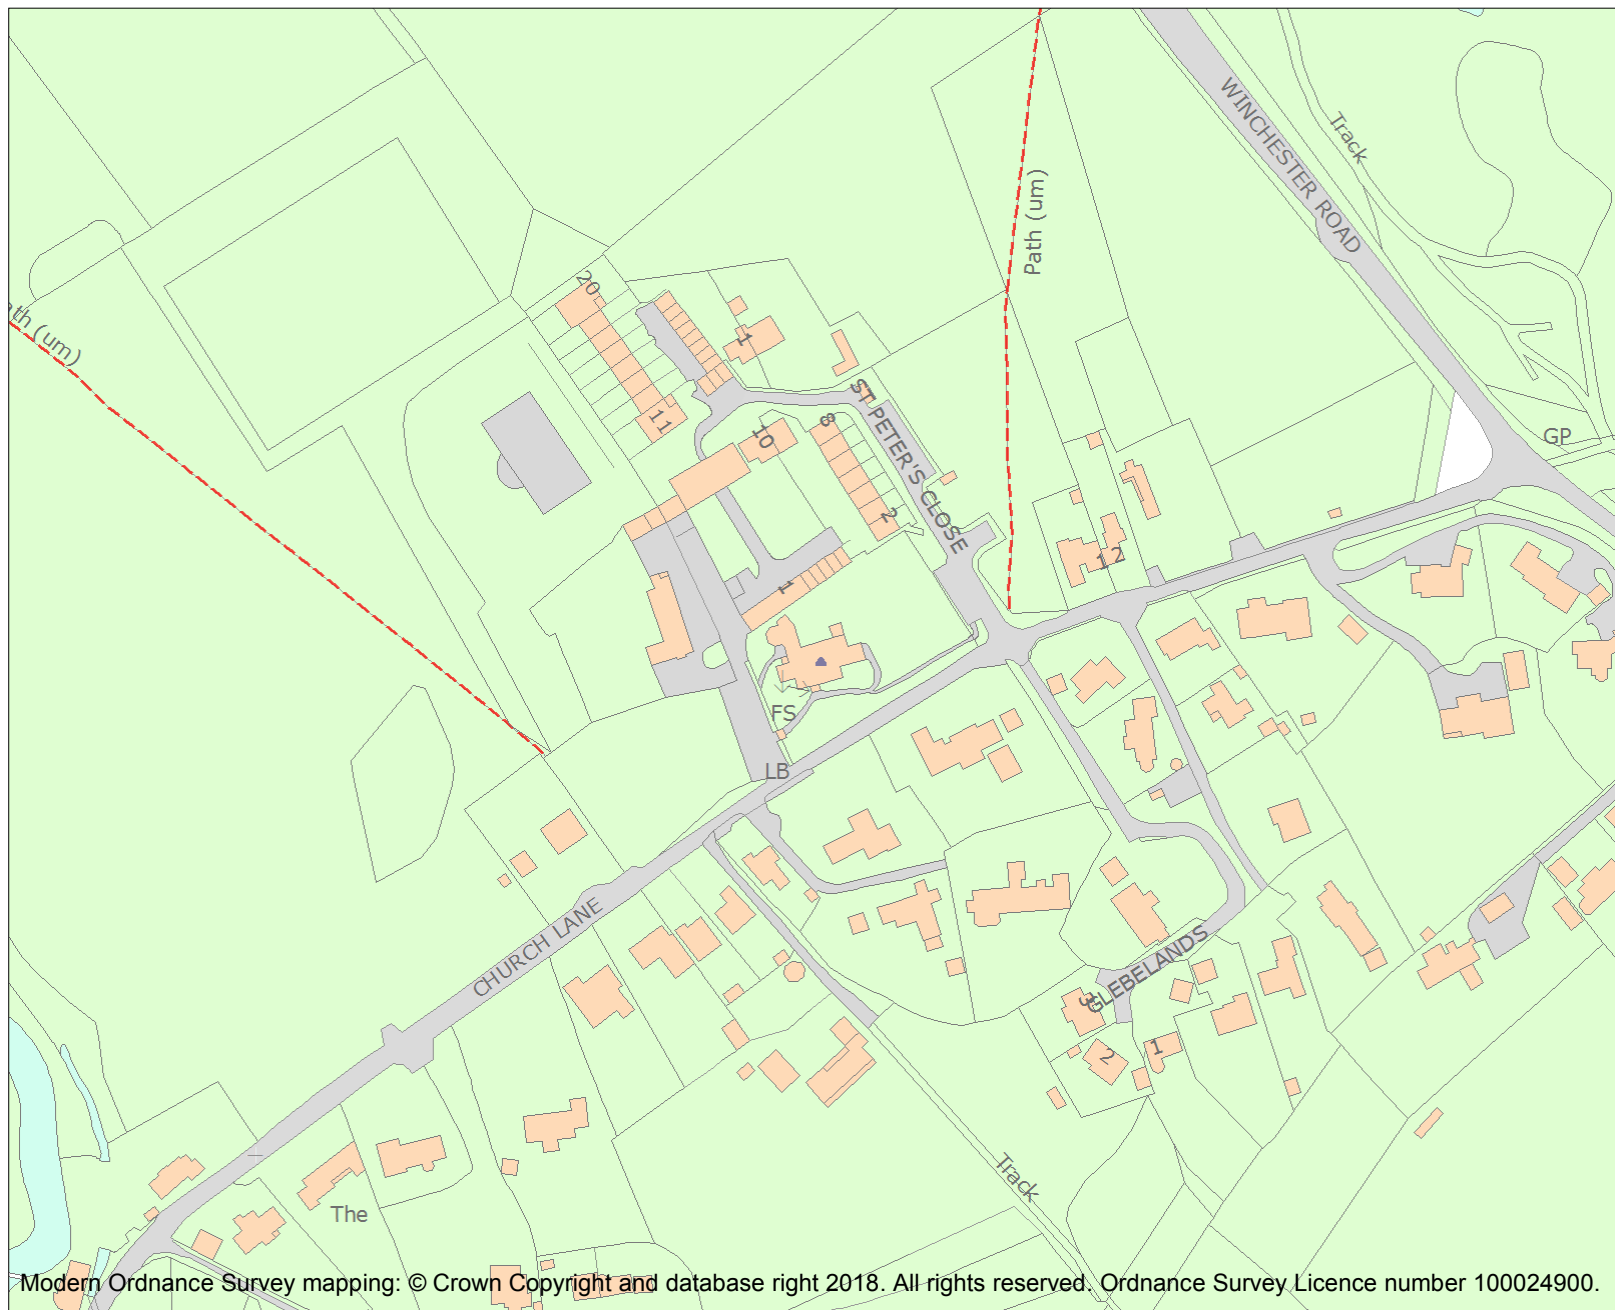 WINCHESTER ROAD
Track
Path (um)
ath (um)
20
1
11
10
8
ST PETER'S CLOSE
2
GP
12
1
FS
LB
CHURCH LANE
GLEBELANDS
3
2
1
Track
The
Modern Ordnance Survey mapping: © Crown Copyright and database right 2018. All rights reserved. Ordnance Survey Licence number 100024900.